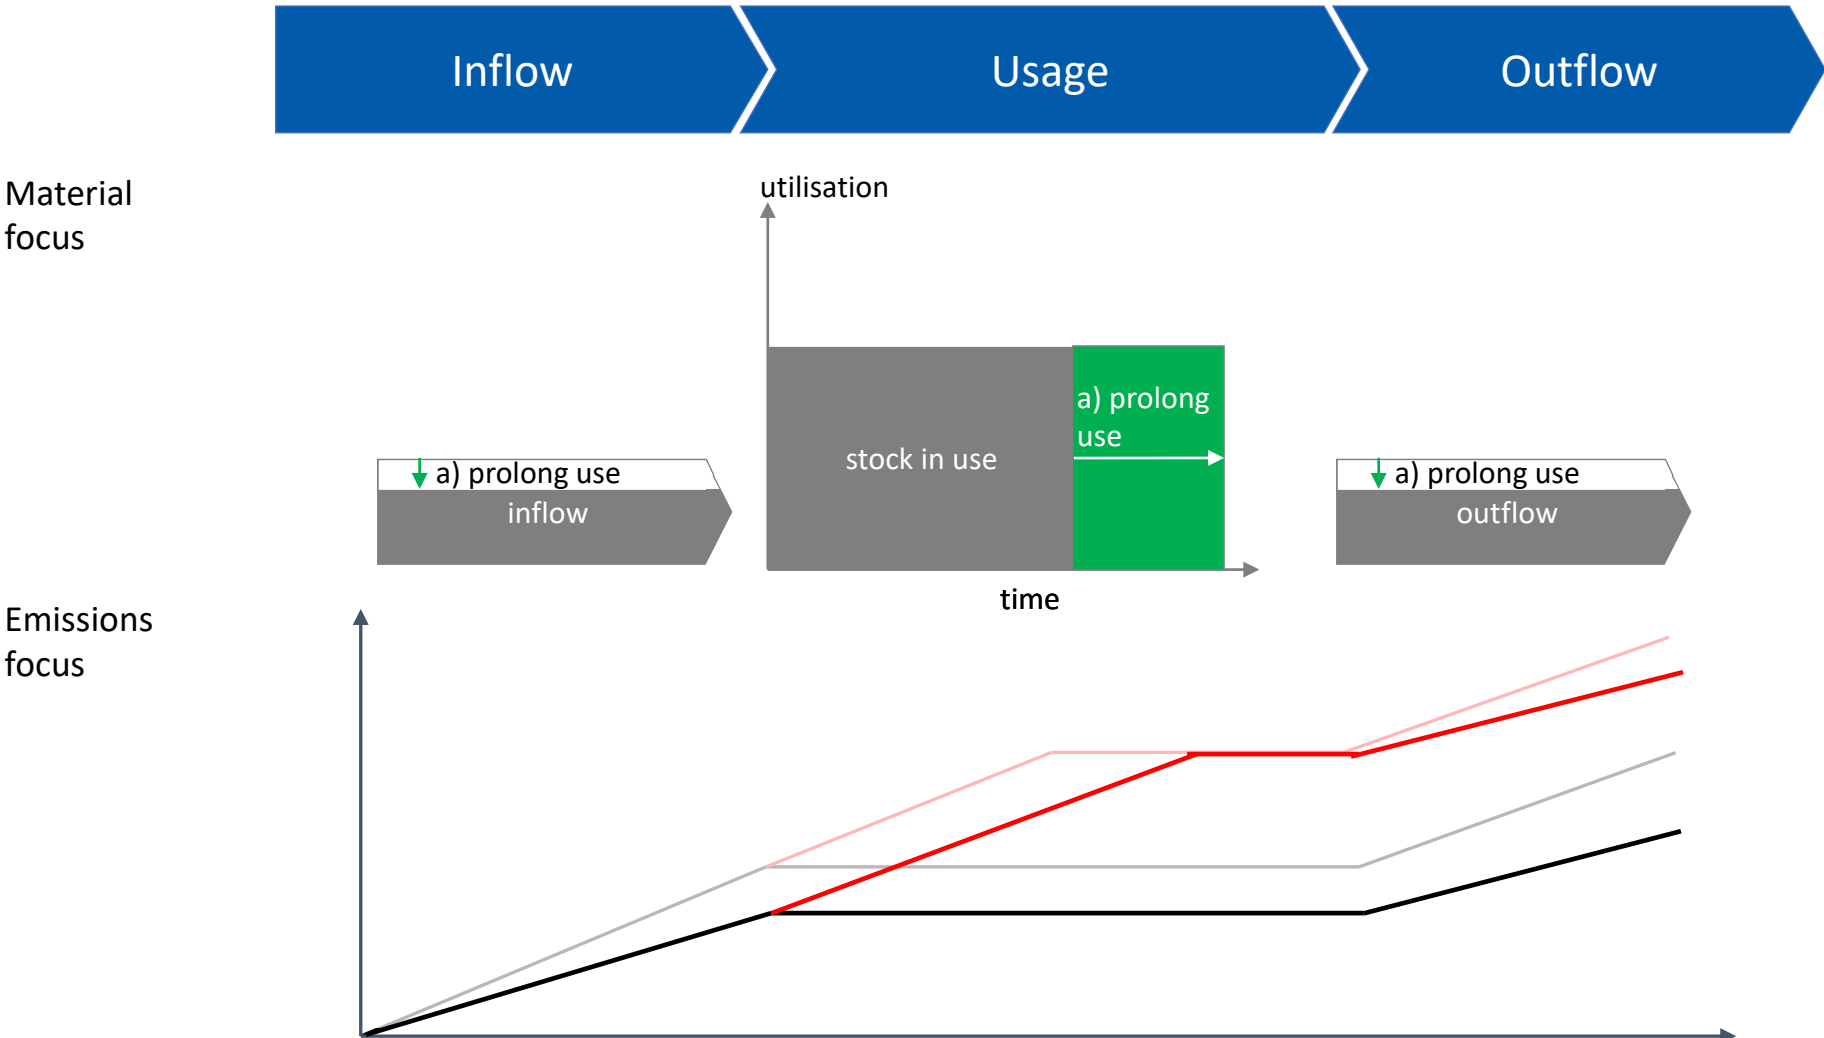 Inflow
Usage
Outflow
Material
focus
utilisation
a) prolong
use
stock in use
a) prolong use
inflow
a) prolong use
outflow
time
Emissions
focus